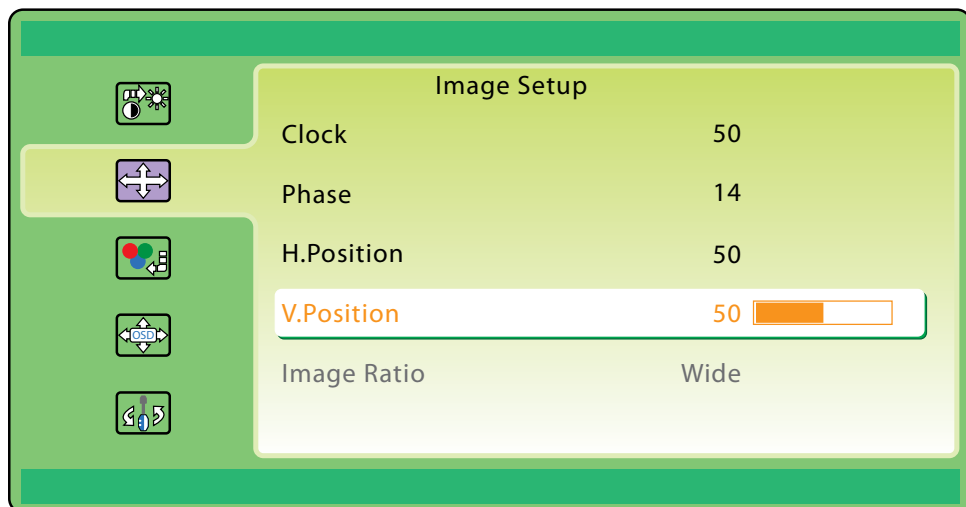 Image Setup
Clock 50
Phase 14
H.Position 50
V.Position 50
OSD
Image Ratio Wide